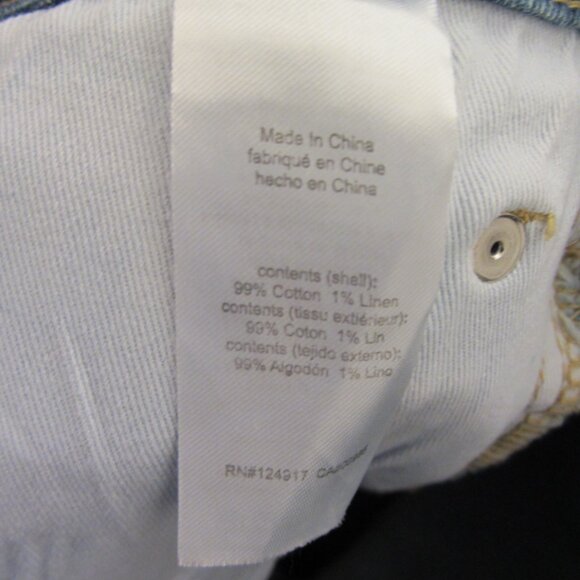 Made In China
fabriqué en Chine
hecho en China
contents (shell):
99% Cotton 1% Linen
contents (tissu extiérieur):
99% Coton 1% Lin
contents (tejido externo):
99% Algodón 1% Lino
RN#124917